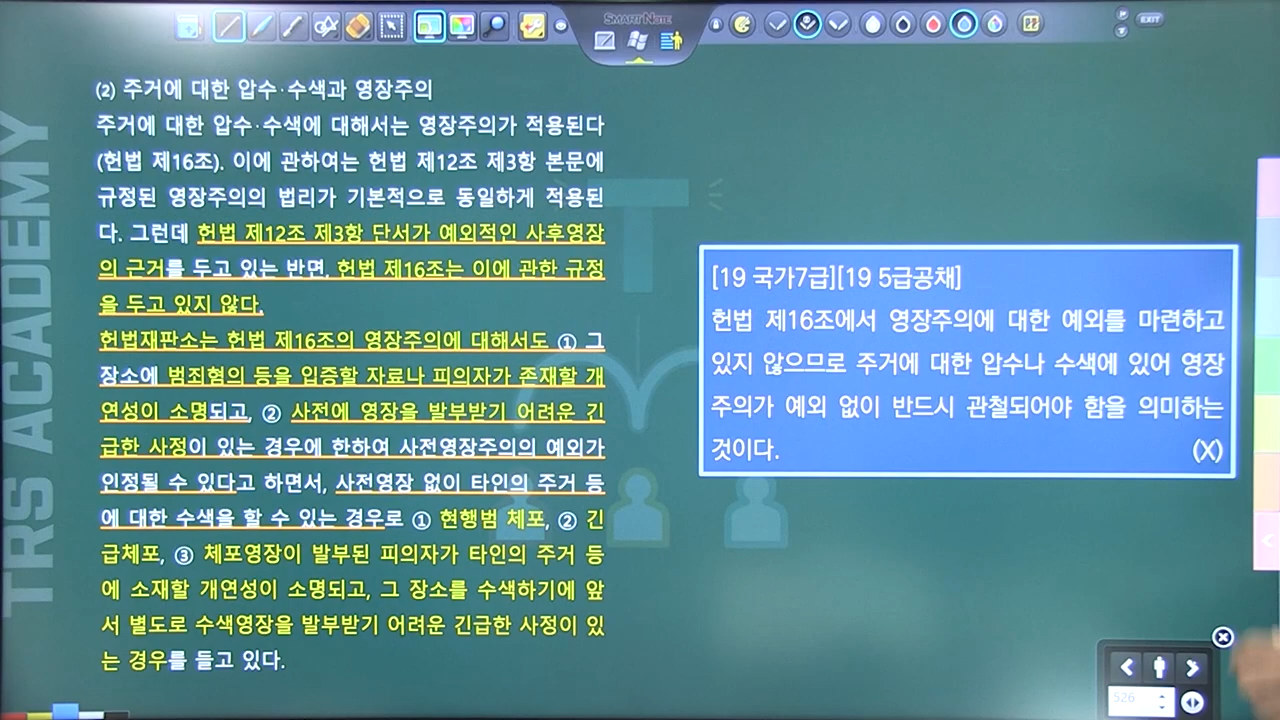 SMART NOTE
EXIT
(2) 주거에 대한 압수·수색과 영장주의
주거에 대한 압수·수색에 대해서는 영장주의가 적용된다
(헌법 제16조). 이에 관하여는 헌법 제12조 제3항 본문에
규정된 영장주의의 법리가 기본적으로 동일하게 적용된
다. 그런데 헌법 제12조 제3항 단서가 예외적인 사후영장
의 근거를 두고 있는 반면, 헌법 제16조는 이에 관한 규정
을 두고 있지 않다.
헌법재판소는 헌법 제16조의 영장주의에 대해서도 ① 그
장소에 범죄혐의 등을 입증할 자료나 피의자가 존재할 개
연성이 소명되고, ② 사전에 영장을 발부받기 어려운 긴
급한 사정이 있는 경우에 한하여 사전영장주의의 예외가
인정될 수 있다고 하면서, 사전영장 없이 타인의 주거 등
에 대한 수색을 할 수 있는 경우로 ① 현행범 체포, ② 긴
급체포, ③ 체포영장이 발부된 피의자가 타인의 주거 등
에 소재할 개연성이 소명되고, 그 장소를 수색하기에 앞
서 별도로 수색영장을 발부받기 어려운 긴급한 사정이 있
는 경우를 들고 있다.
[19 국가7급][19 5급공채]
헌법 제16조에서 영장주의에 대한 예외를 마련하고
있지 않으므로 주거에 대한 압수나 수색에 있어 영장
주의가 예외 없이 반드시 관철되어야 함을 의미하는
것이다. (X)
TRS ACADEMY
526